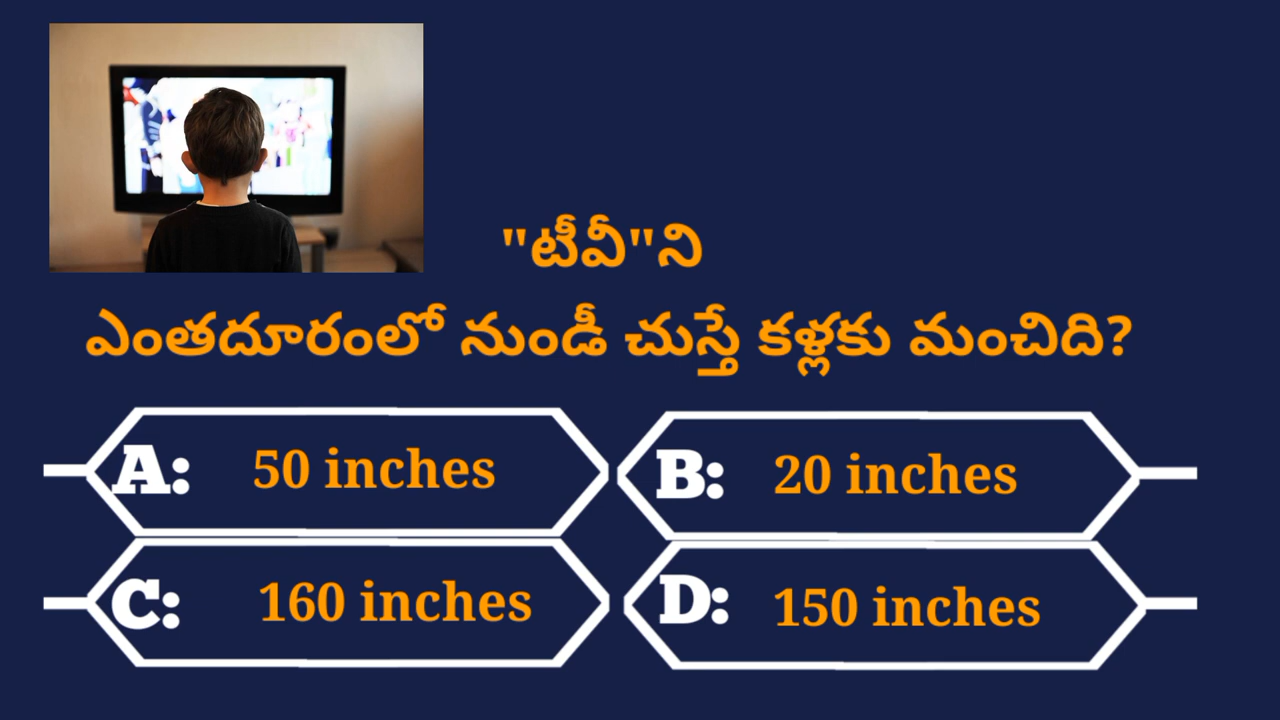 "టీవీ"ని
ఎంతదూరంలో నుండీ చుస్తే కళ్లకు మంచిది?
A: 50 inches
B: 20 inches
C: 160 inches
D: 150 inches